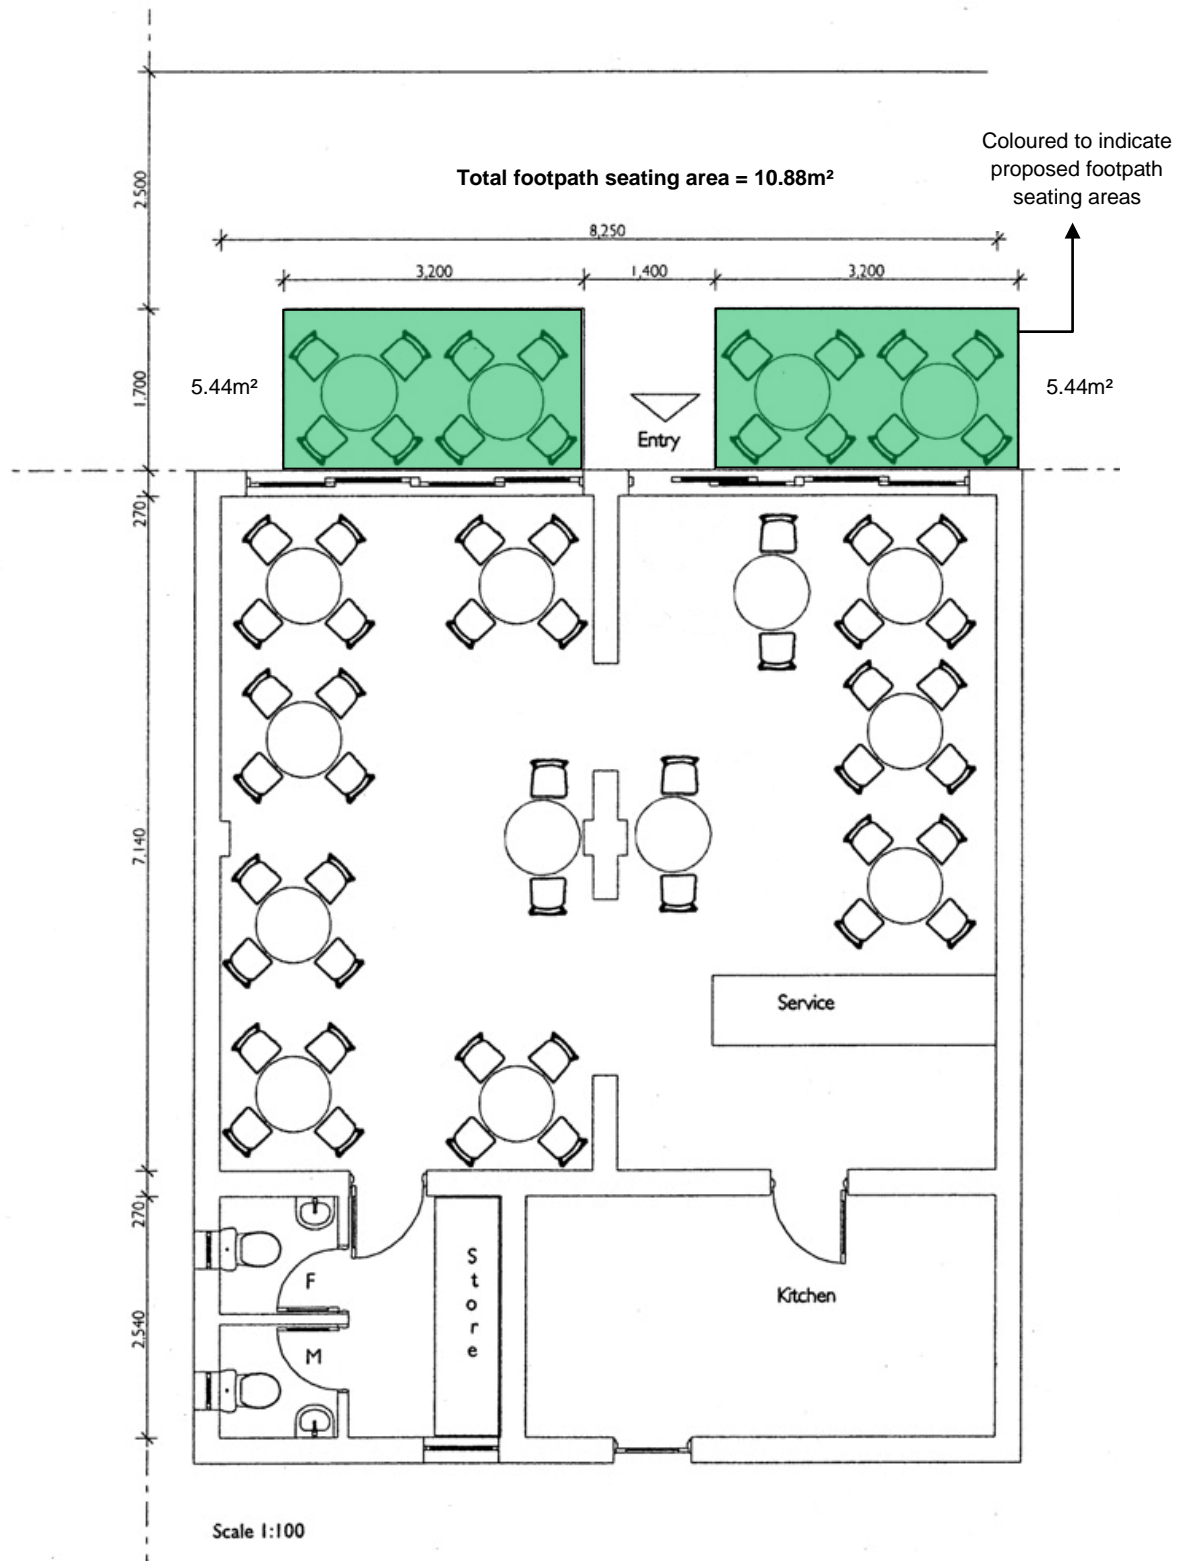 Coloured to indicate
proposed footpath
seating areas
Total footpath seating area = 10.88m²
2.500
8,250
3,200
1,400
3,200
5.44m²
5.44m²
1.700
Entry
270
7.140
Service
270
F
Store
Kitchen
M
2.540
Scale 1:100